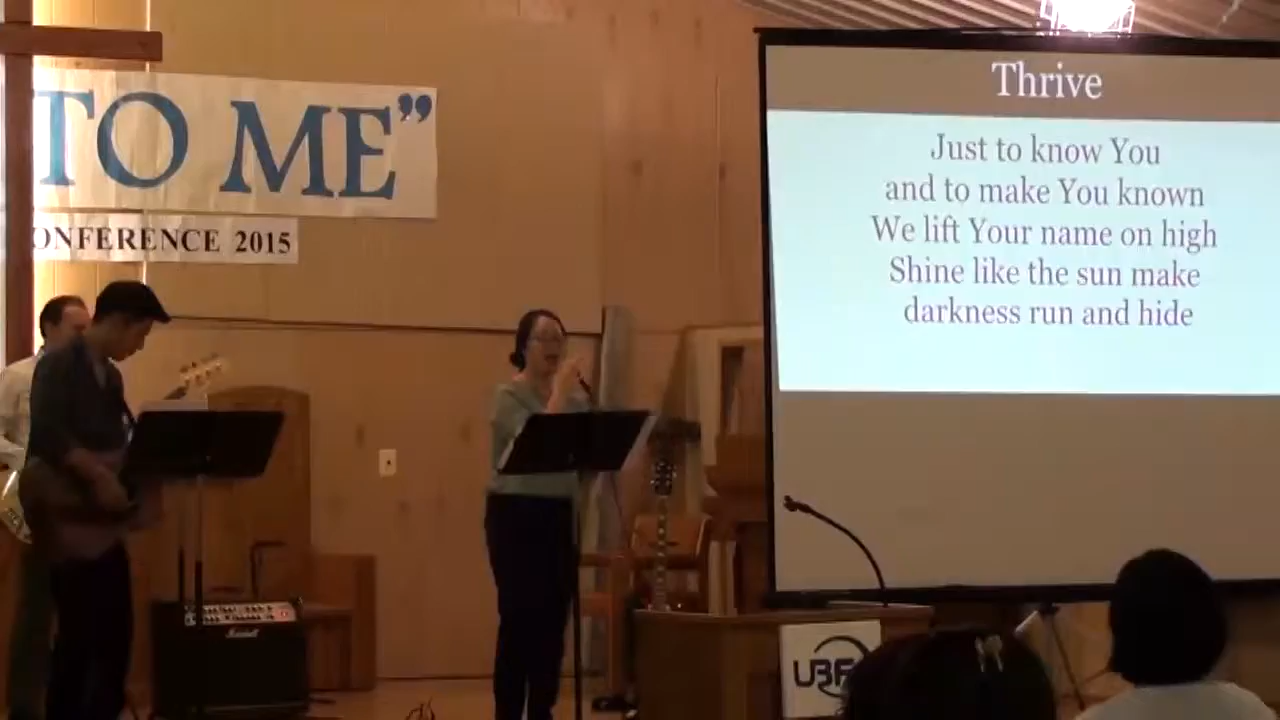 TO ME”
ONFERENCE 2015
Thrive
Just to know You
and to make You known
We lift Your name on high
Shine like the sun make
darkness run and hide
Marshall
UBF